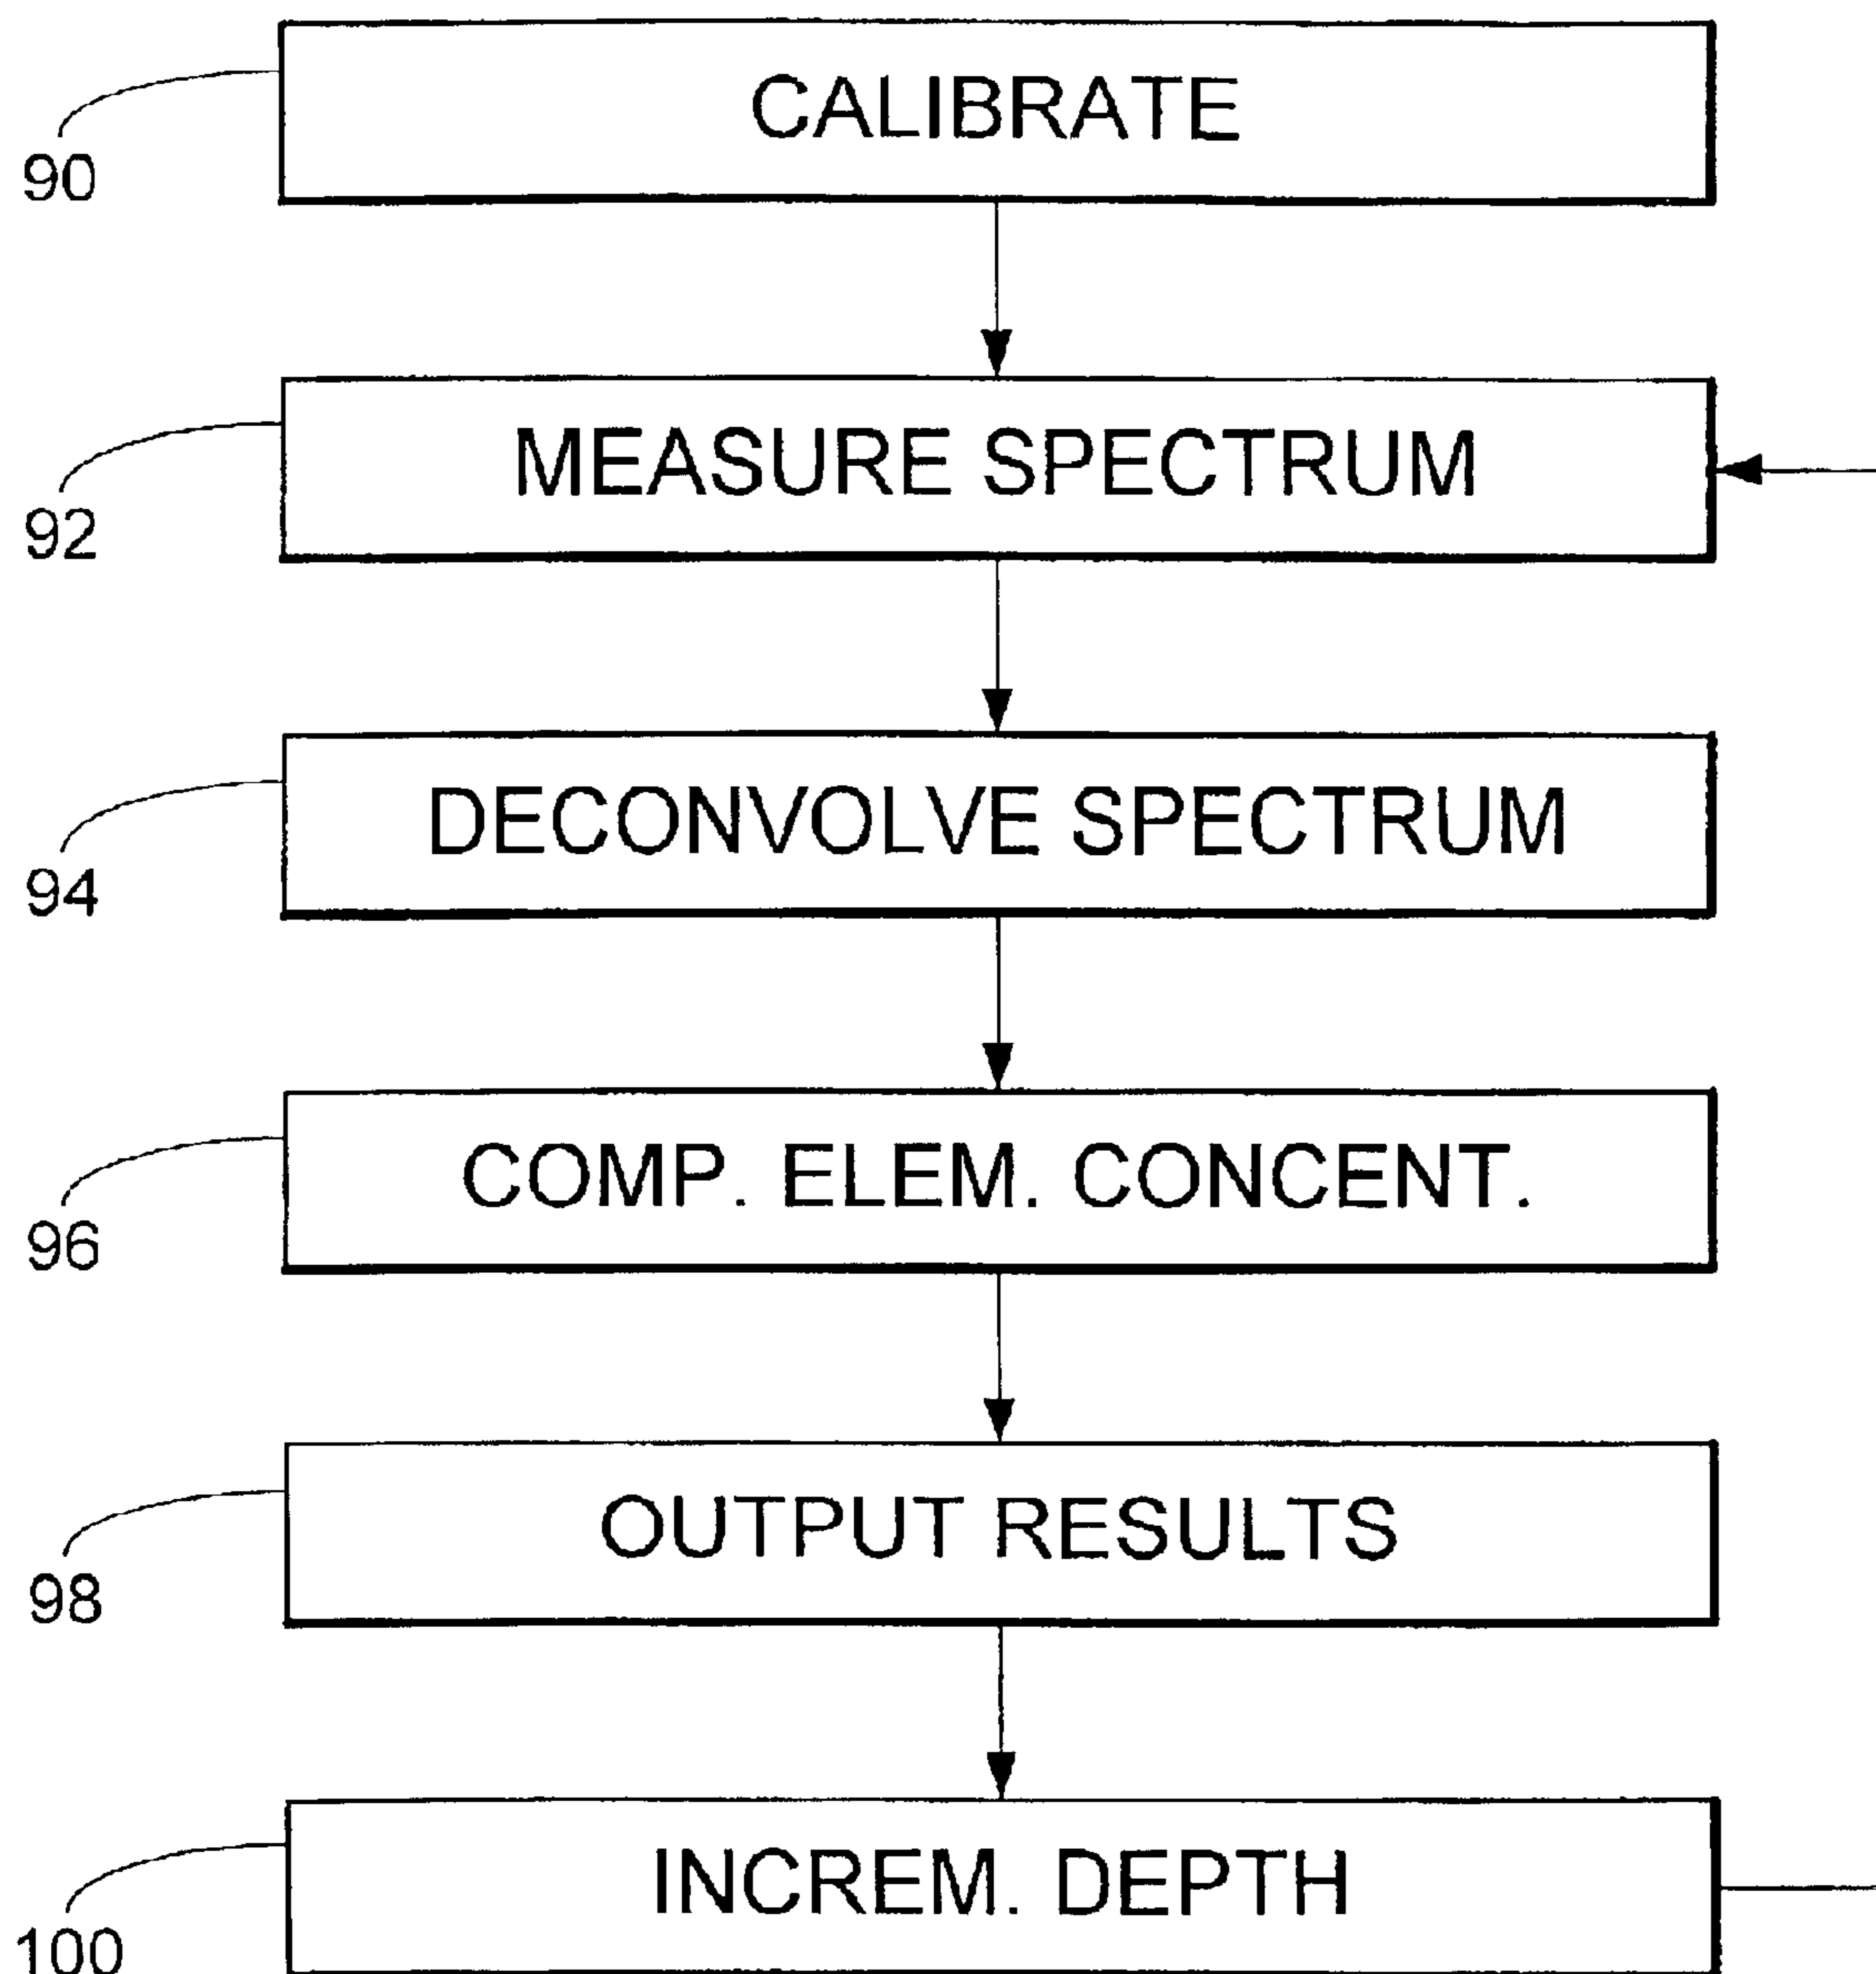 CALIBRATE
90
MEASURE SPECTRUM
92
DECONVOLVE SPECTRUM
94
COMP. ELEM. CONCENT.
96
OUTPUT RESULTS
98
INCREM. DEPTH
100